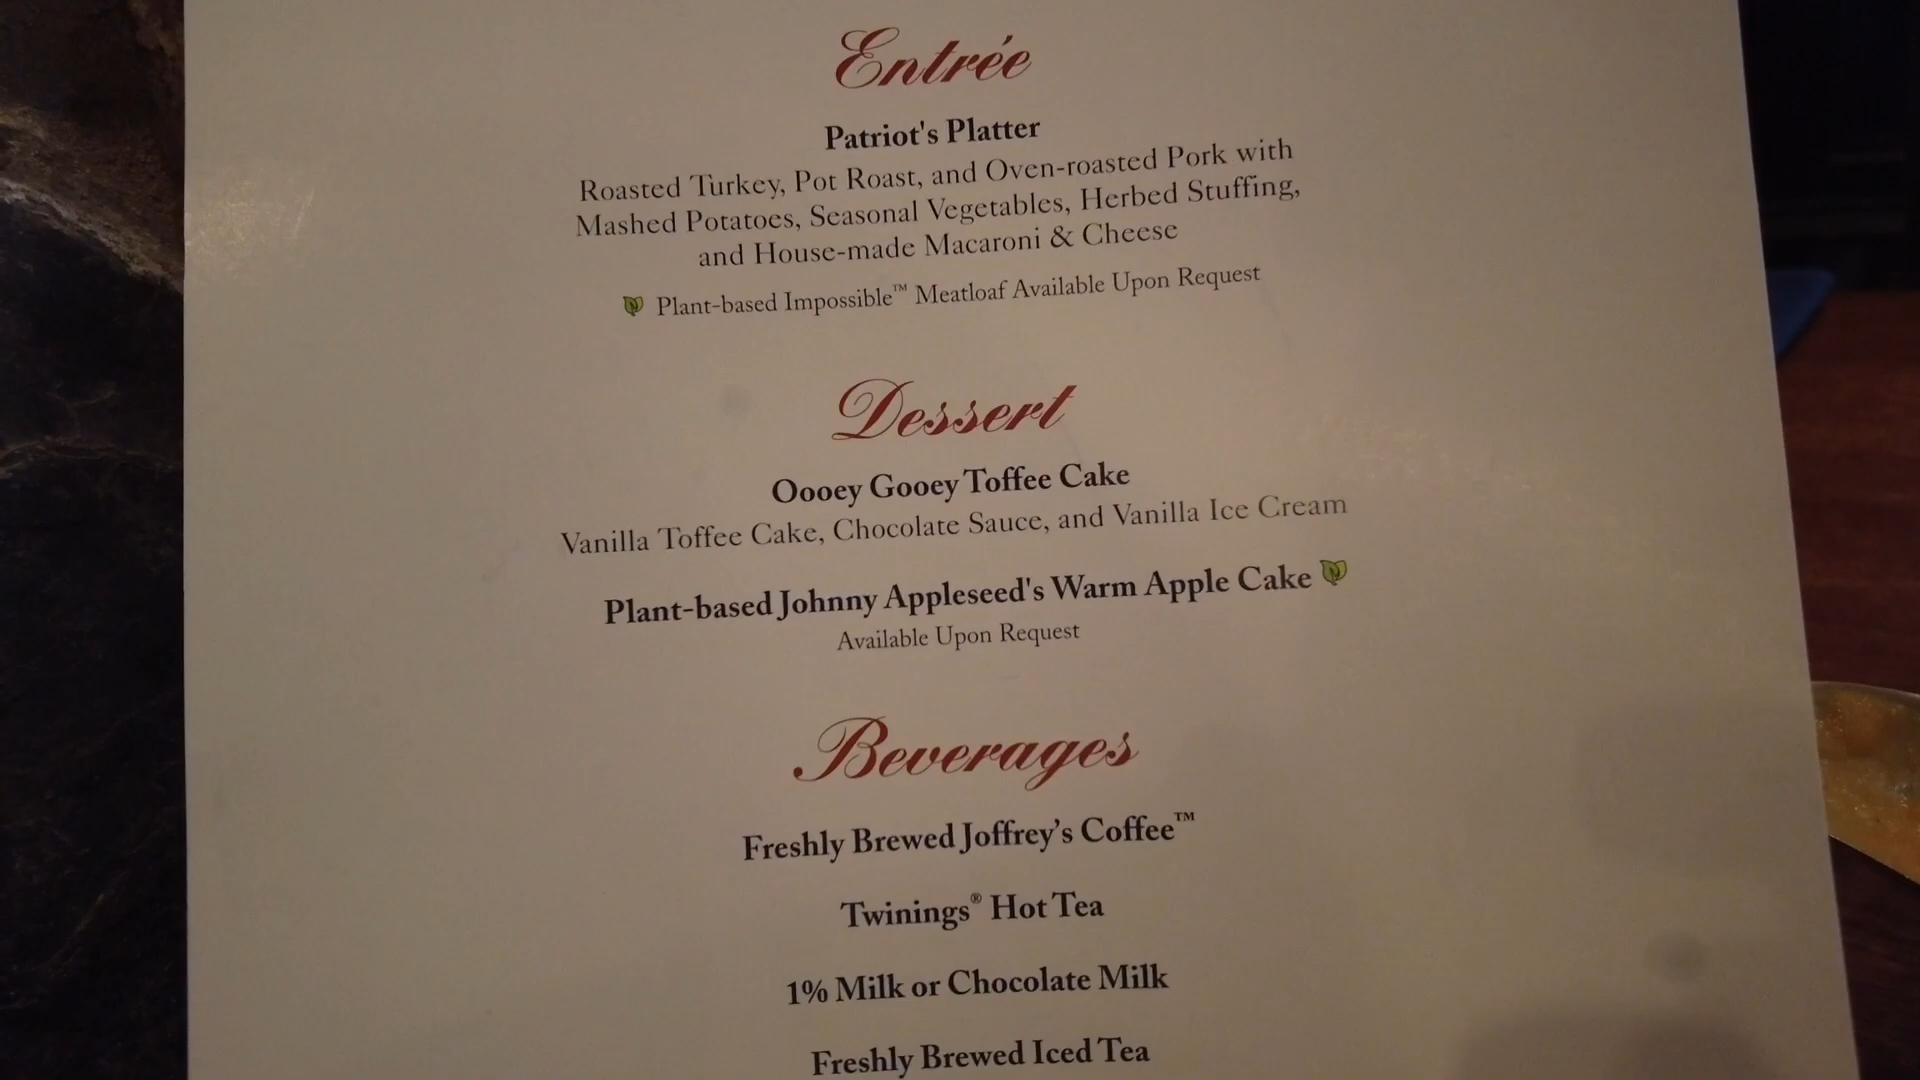 Entrée
Patriot's Platter
Roasted Turkey, Pot Roast, and Oven-roasted Pork with
Mashed Potatoes, Seasonal Vegetables, Herbed Stuffing,
and House-made Macaroni & Cheese
Plant-based Impossible™ Meatloaf Available Upon Request
Dessert
Oooey Gooey Toffee Cake
Vanilla Toffee Cake, Chocolate Sauce, and Vanilla Ice Cream
Plant-based Johnny Appleseed's Warm Apple Cake
Available Upon Request
Beverages
Freshly Brewed Joffrey’s Coffee™
Twinings® Hot Tea
1% Milk or Chocolate Milk
Freshly Brewed Iced Tea